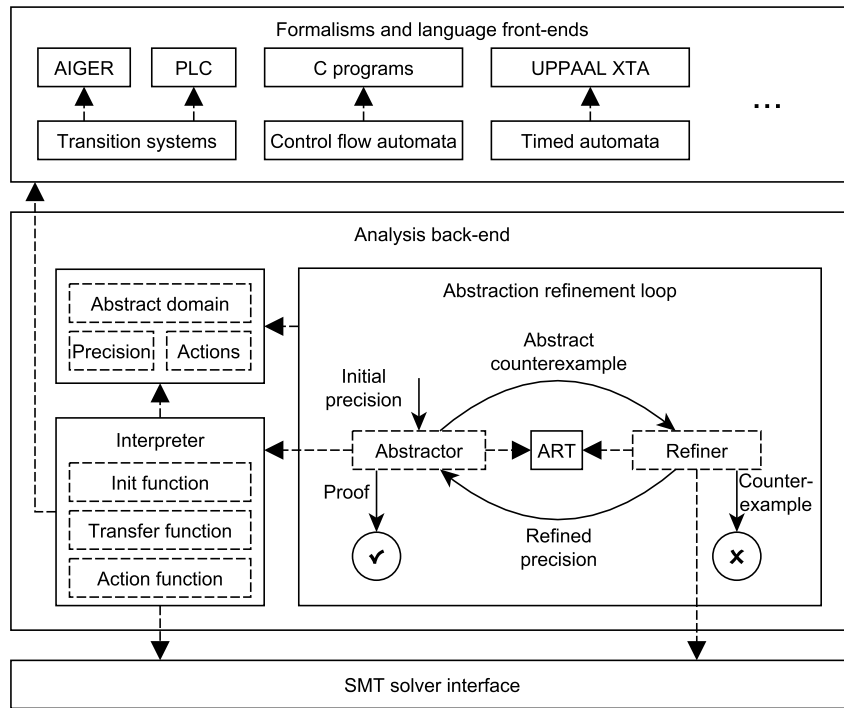 Formalisms and language front-ends
AIGER
PLC
C programs
UPPAAL XTA
...
Transition systems
Control flow automata
Timed automata
Analysis back-end
Abstract domain
Precision
Actions
Interpreter
Init function
Transfer function
Action function
Abstraction refinement loop
Abstract
counterexample
Initial
precision
Abstractor
ART
Refiner
Proof
Counter-
example
Refined
precision
SMT solver interface